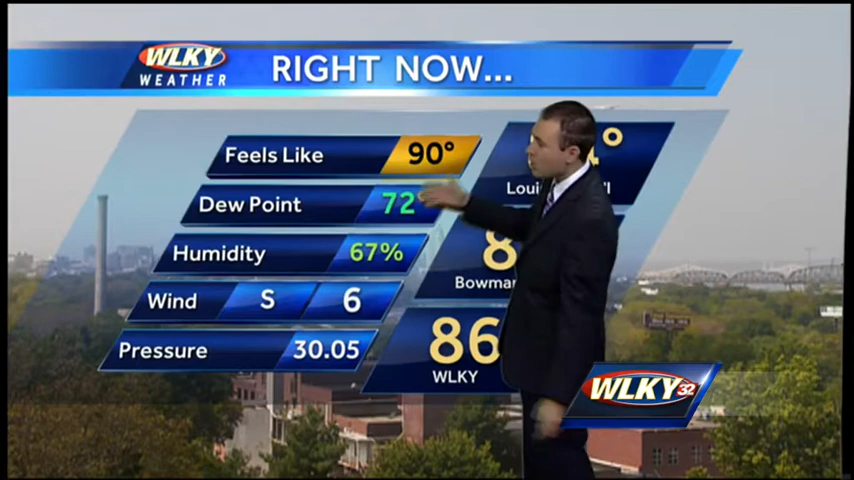 WLKY
WEATHER
RIGHT NOW...
Feels Like 90°
Dew Point 72°
Humidity 67%
Wind S 6
Pressure 30.05
86
WLKY
WLKY 32